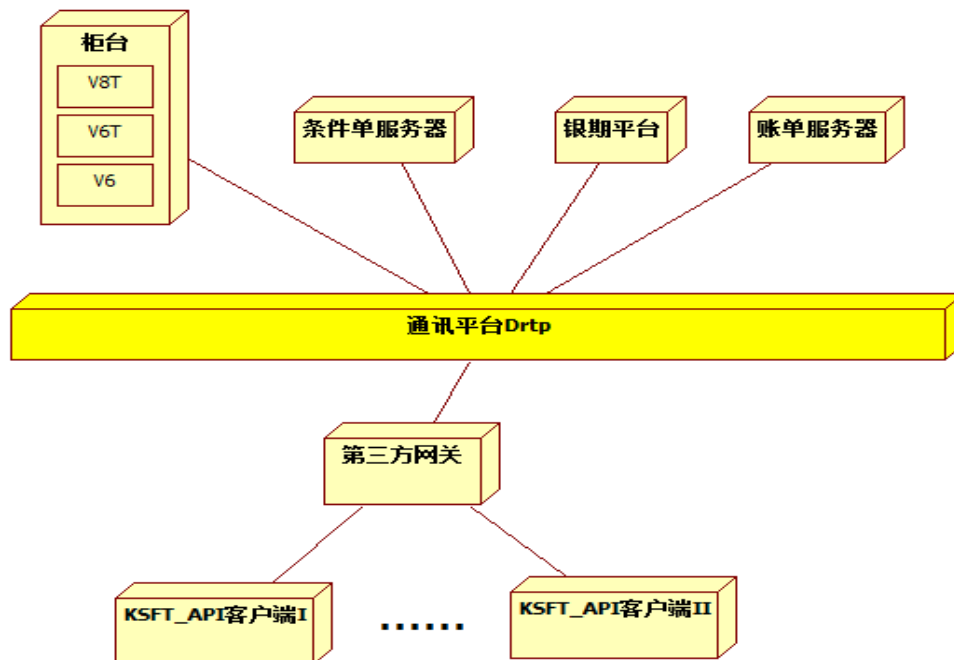 柜台
V8T
V6T
V6
条件单服务器
银期平台
账单服务器
通讯平台Drtp
第三方网关
KSFT_API客户端I
......
KSFT_API客户端II